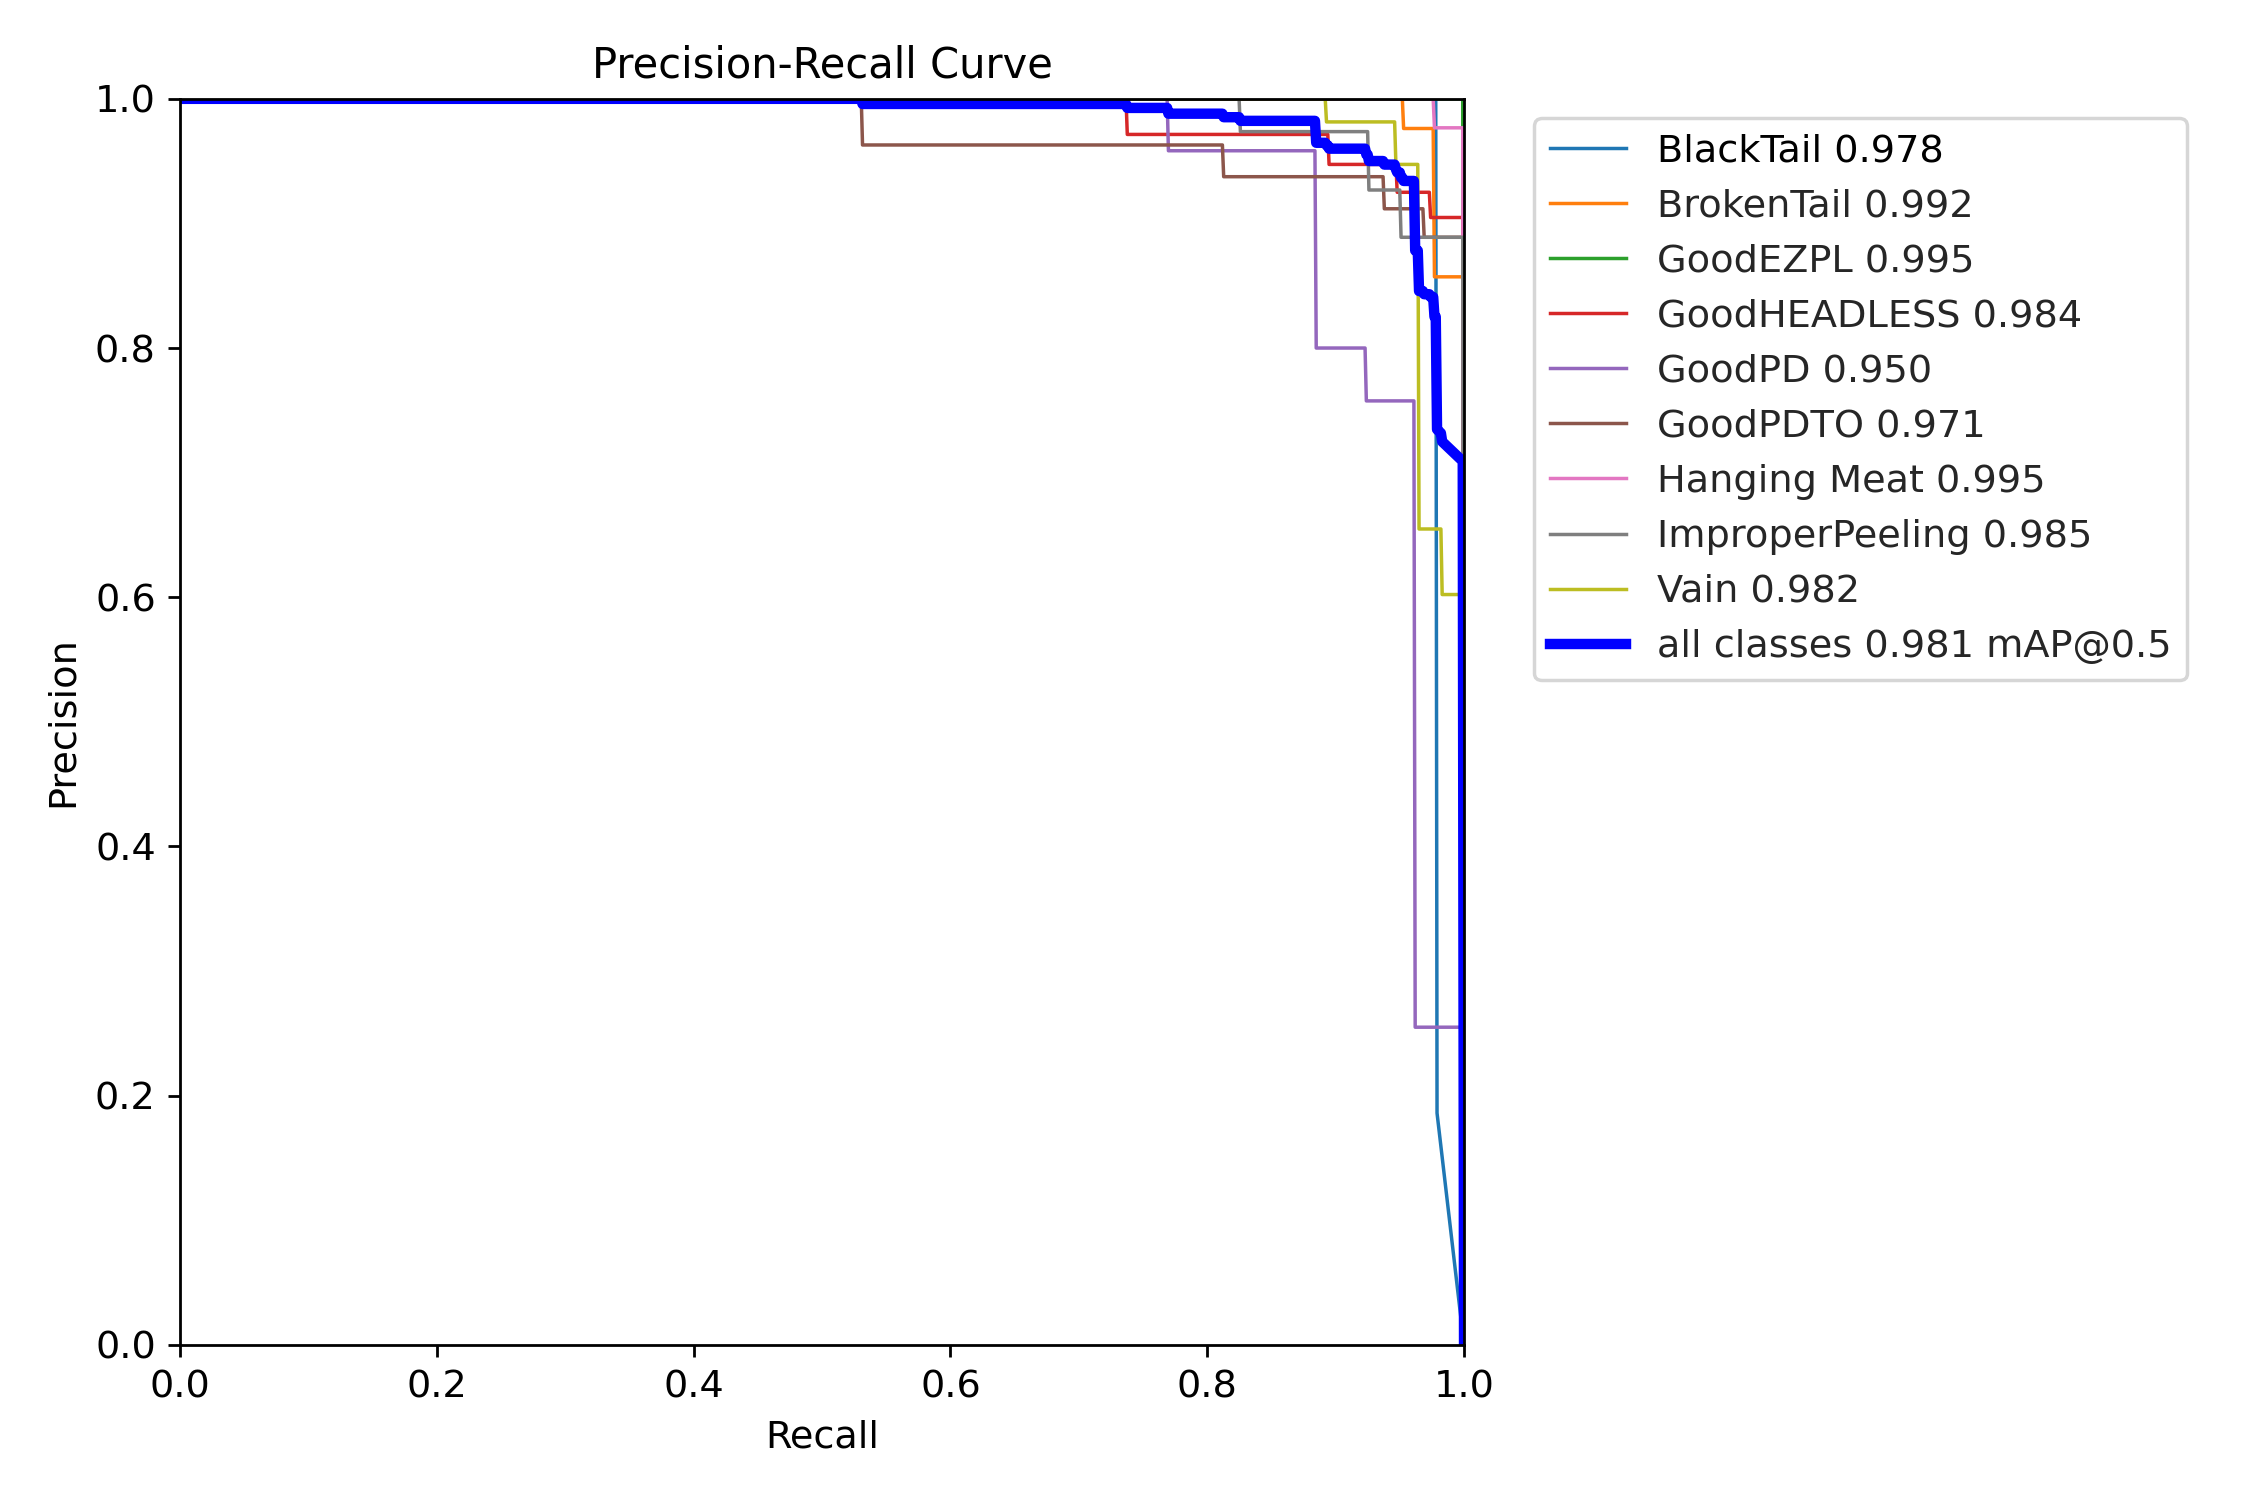 Precision-Recall Curve
1.0
0.8
0.6
0.4
0.2
0.0
Precision
0.0 0.2 0.4 0.6 0.8 1.0
Recall
BlackTail 0.978
BrokenTail 0.992
GoodEZPL 0.995
GoodHEADLESS 0.984
GoodPD 0.950
GoodPDTO 0.971
Hanging Meat 0.995
ImproperPeeling 0.985
Vain 0.982
all classes 0.981 mAP@0.5